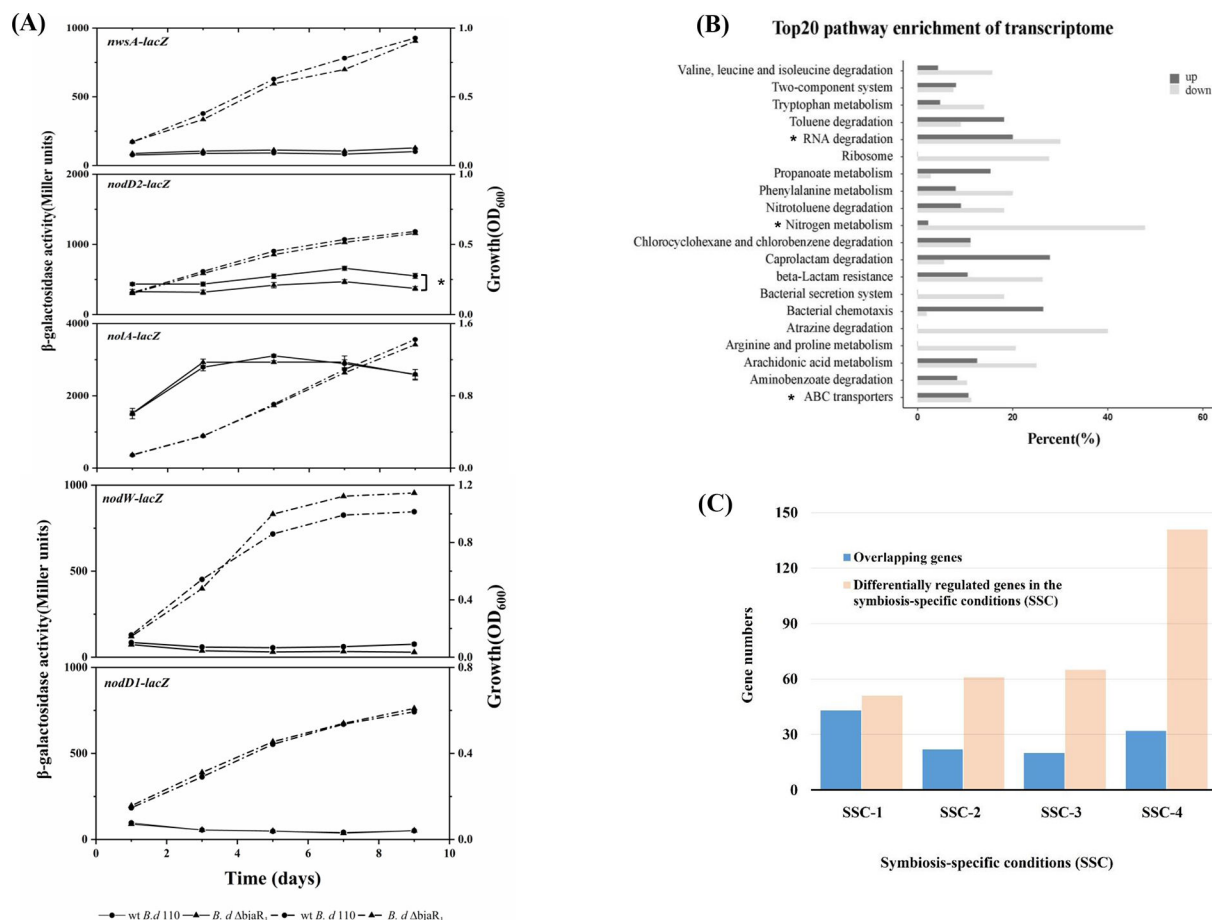 (A)
nwsA-lacZ
1000
500
0
1.0
0.5
0.0
nodD2-lacZ
2000
1000
0
1.0
0.5
0.0
*
nolA-lacZ
4000
2000
0
1.6
1.2
0.8
0.4
0.0
β-galactosidase activity(Miller units)
Growth(OD600)
nodW-lacZ
1000
500
0
1.2
0.8
0.4
0.0
nodD1-lacZ
1000
500
0
0.8
0.4
0.0
β-galactosidase activity(Miller units)
Growth(OD600)
0 2 4 6 8 10
Time (days)
wt B.d 110 B. d ΔbjaR1 wt B. d 110 B. d ΔbjaR1
(B)
Top20 pathway enrichment of transcriptome
up
down
Valine, leucine and isoleucine degradation
Two-component system
Tryptophan metabolism
Toluene degradation
* RNA degradation
Ribosome
Propanoate metabolism
Phenylalanine metabolism
Nitrotoluene degradation
* Nitrogen metabolism
Chlorocyclohexane and chlorobenzene degradation
Caprolactam degradation
beta-Lactam resistance
Bacterial secretion system
Bacterial chemotaxis
Atrazine degradation
Arginine and proline metabolism
Arachidonic acid metabolism
Aminobenzoate degradation
* ABC transporters
0 20 40 60
Percent(%)
(C)
150
120
90
60
30
0
Gene numbers
Overlapping genes
Differentially regulated genes in the
symbiosis-specific conditions (SSC)
SSC-1 SSC-2 SSC-3 SSC-4
Symbiosis-specific conditions (SSC)